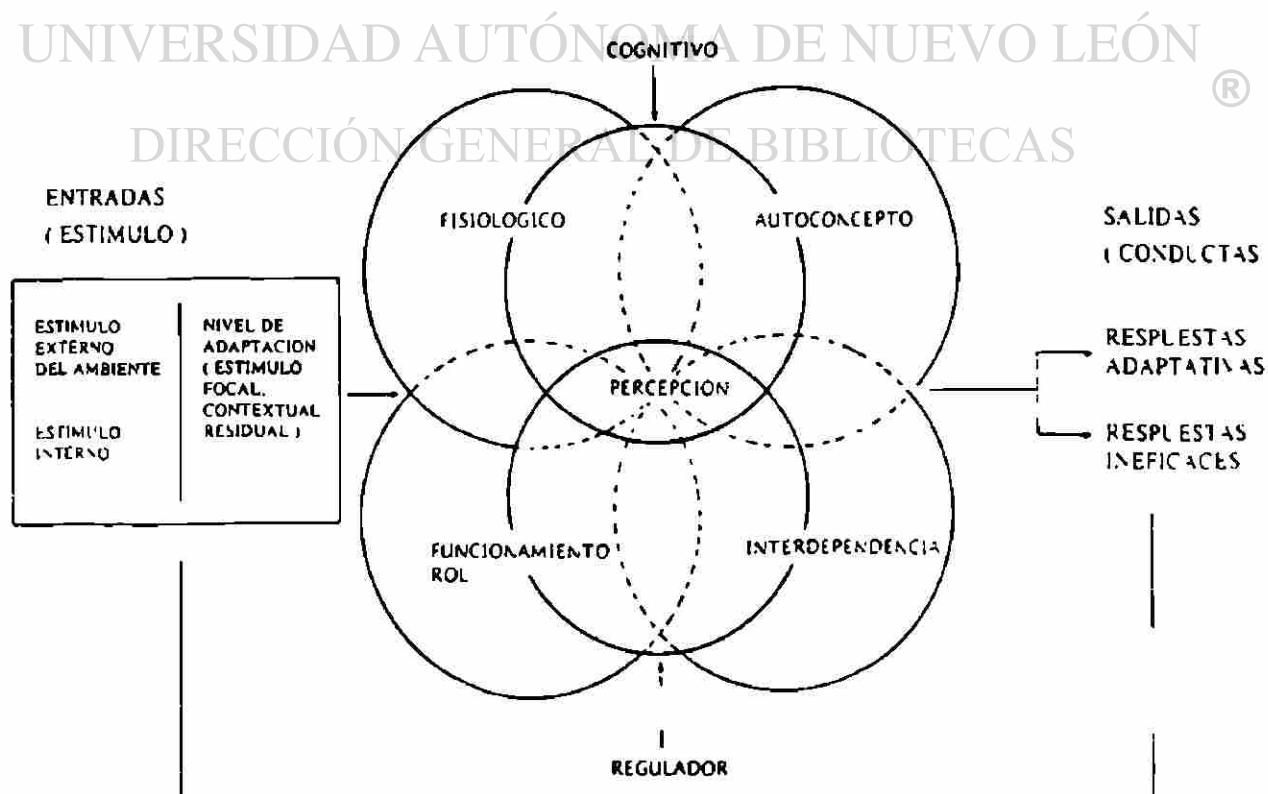 UNIVERSIDAD AUTÓNOMA DE NUEVO LEÓN
®
DIRECCIÓN GENERAL DE BIBLIOTECAS
COGNITIVO
ENTRADAS
( ESTIMULO )
ESTIMULO
EXTERNO
DEL AMBIENTE
ESTIMULO
INTERNO
NIVEL DE
ADAPTACION
( ESTIMULO
FOCAL.
CONTEXTUAL
RESIDUAL )
FISIOLOGICO
AUTOCONCEPTO
PERCEPCION
FUNCIONAMIENTO
ROL
INTERDEPENDENCIA
REGULADOR
SALIDAS
( CONDUCTAS
RESPUESTAS
ADAPTATIVAS
RESPUESTAS
INEFICACES